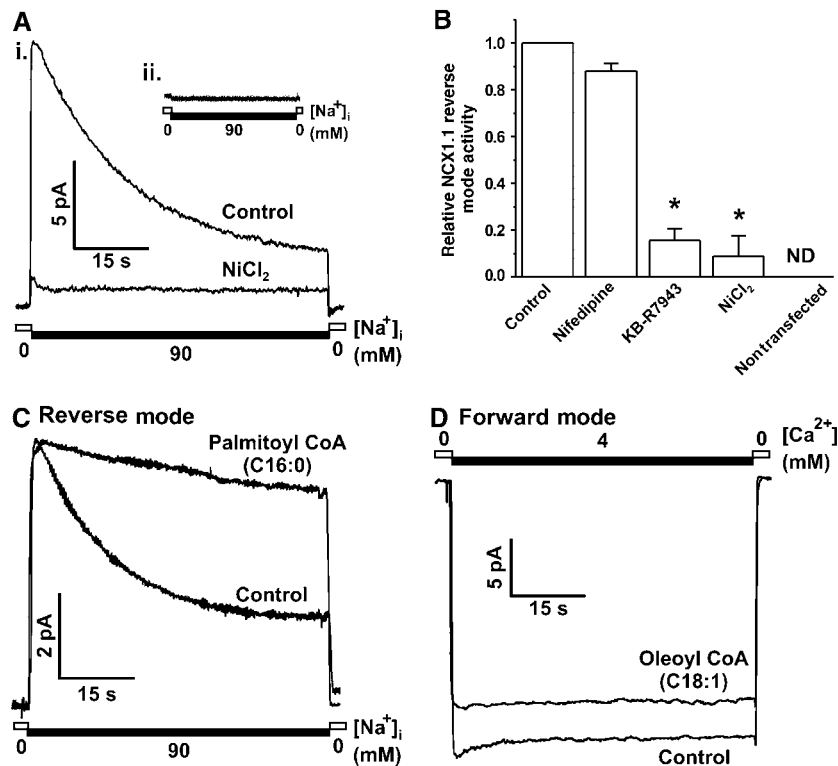 A
i.
ii.
[Na⁺]ᵢ
0 90 0 (mM)
Control
5 pA
15 s
NiCl₂
[Na⁺]ᵢ
0 90 0 (mM)
B
Relative NCX1.1 reverse
mode activity
1.0
0.8
0.6
0.4
0.2
0.0
* *
ND
Control
Nifedipine
KB-R7943
NiCl₂
Nontransfected
C Reverse mode
Palmitoyl CoA
(C16:0)
Control
2 pA
15 s
[Na⁺]ᵢ
0 90 0 (mM)
D Forward mode
0 4 0 [Ca²⁺]
(mM)
5 pA
15 s
Oleoyl CoA
(C18:1)
Control